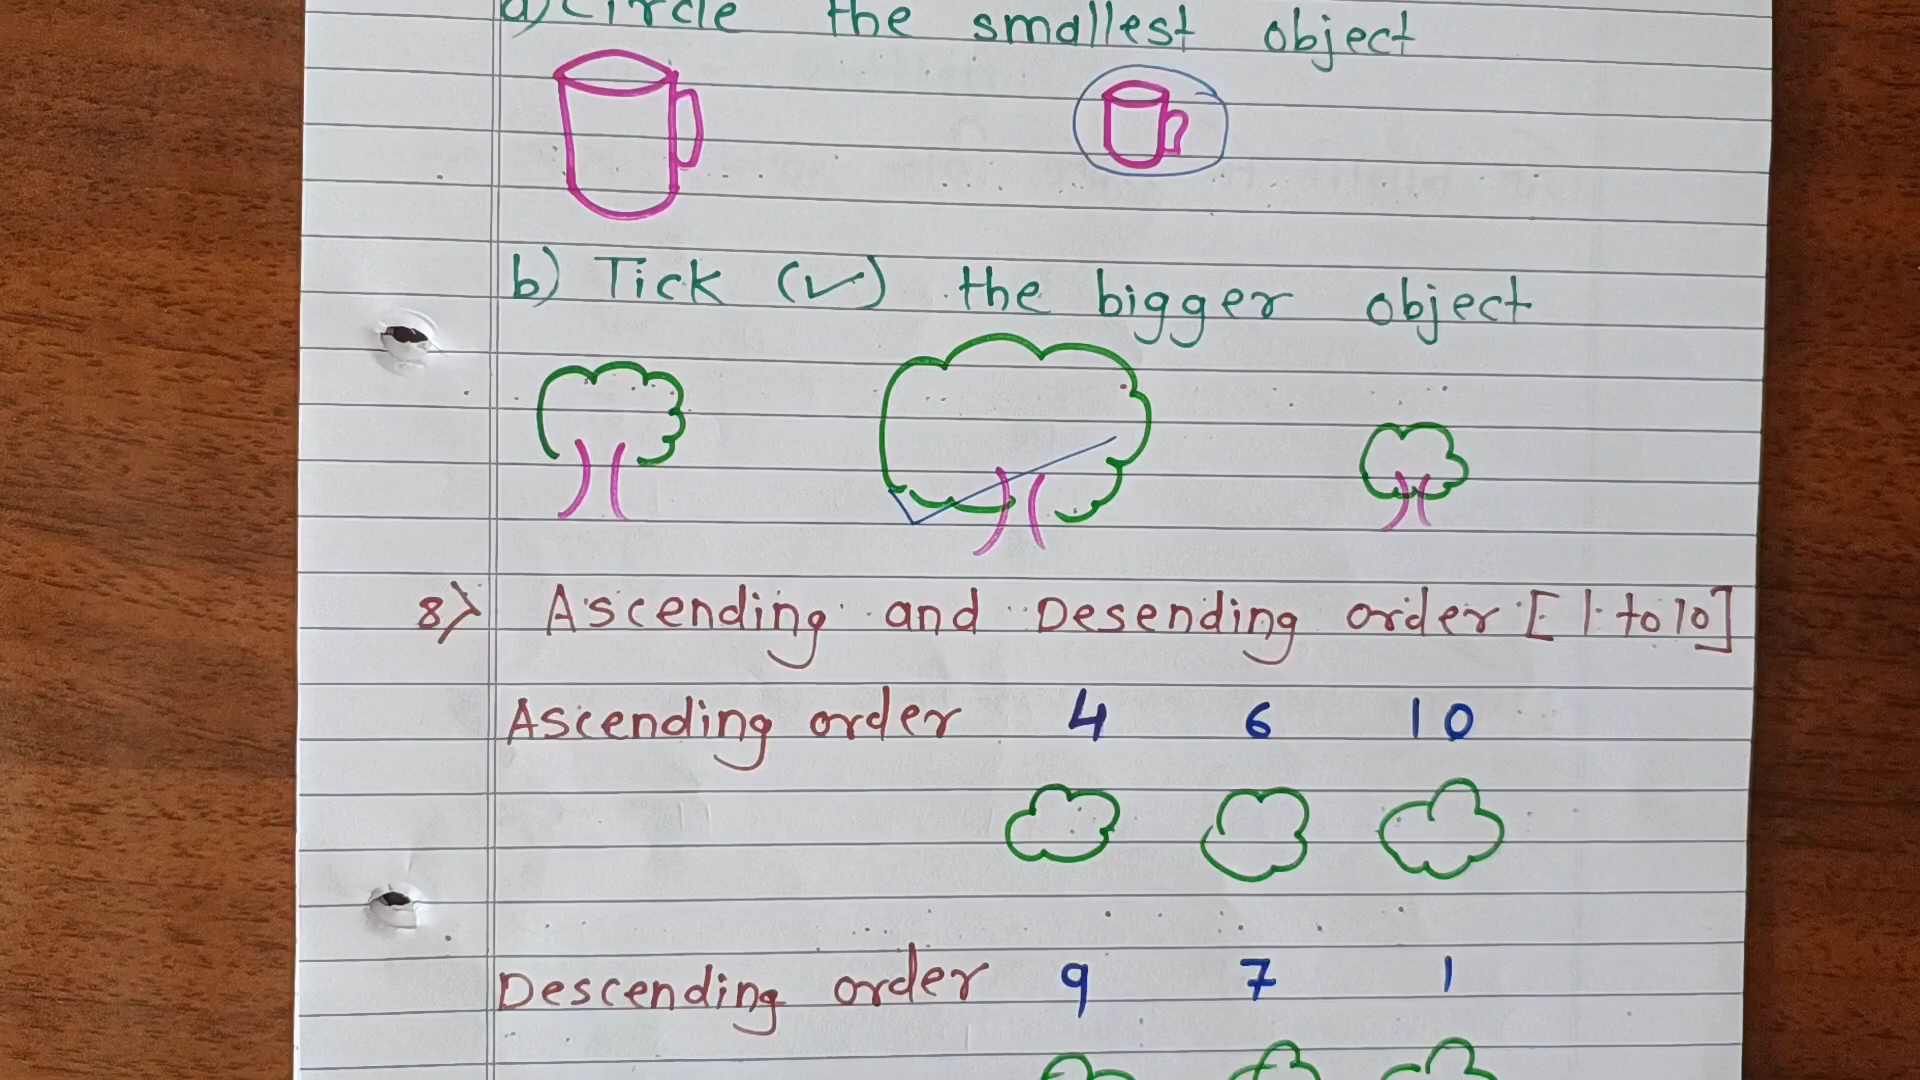 a) Circle the smallest object
b) Tick (✓) the bigger object
8> Ascending and Desending order [1 to 10]
Ascending order 4 6 10
Descending order 9 7 1